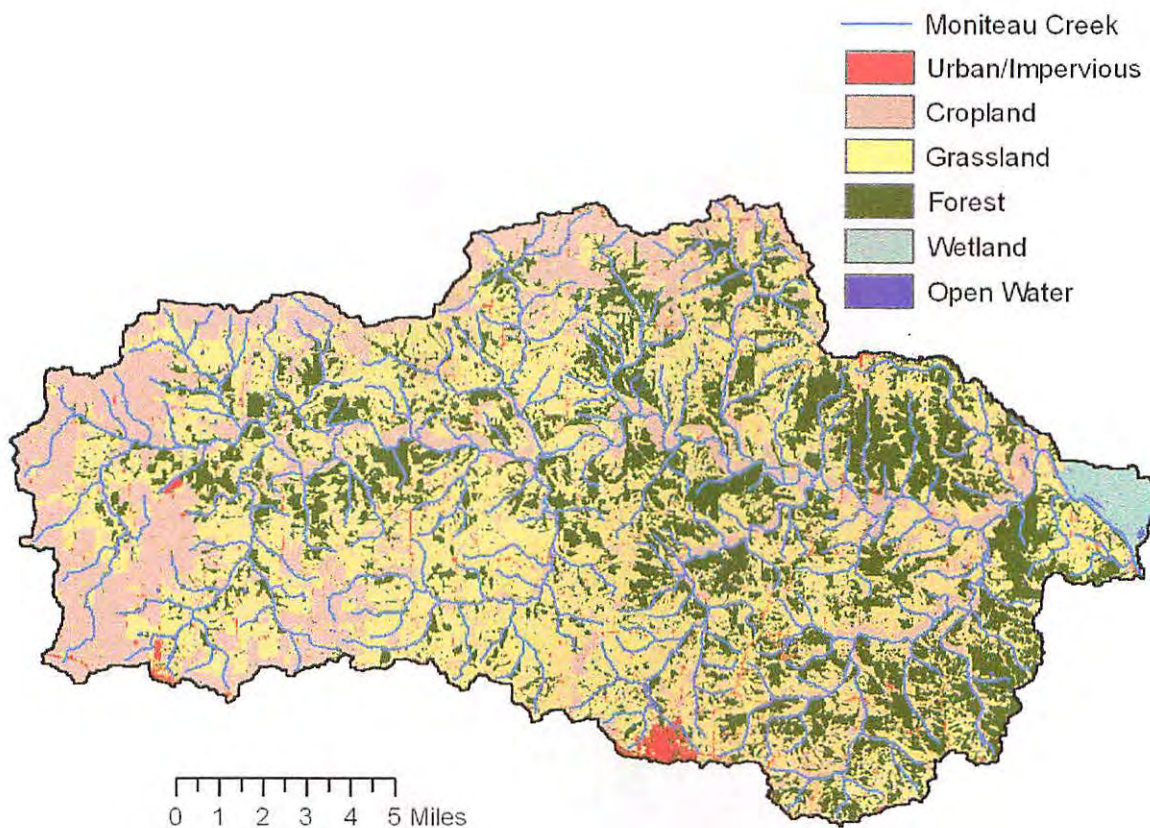 Moniteau Creek
Urban/Impervious
Cropland
Grassland
Forest
Wetland
Open Water
0 1 2 3 4 5 Miles